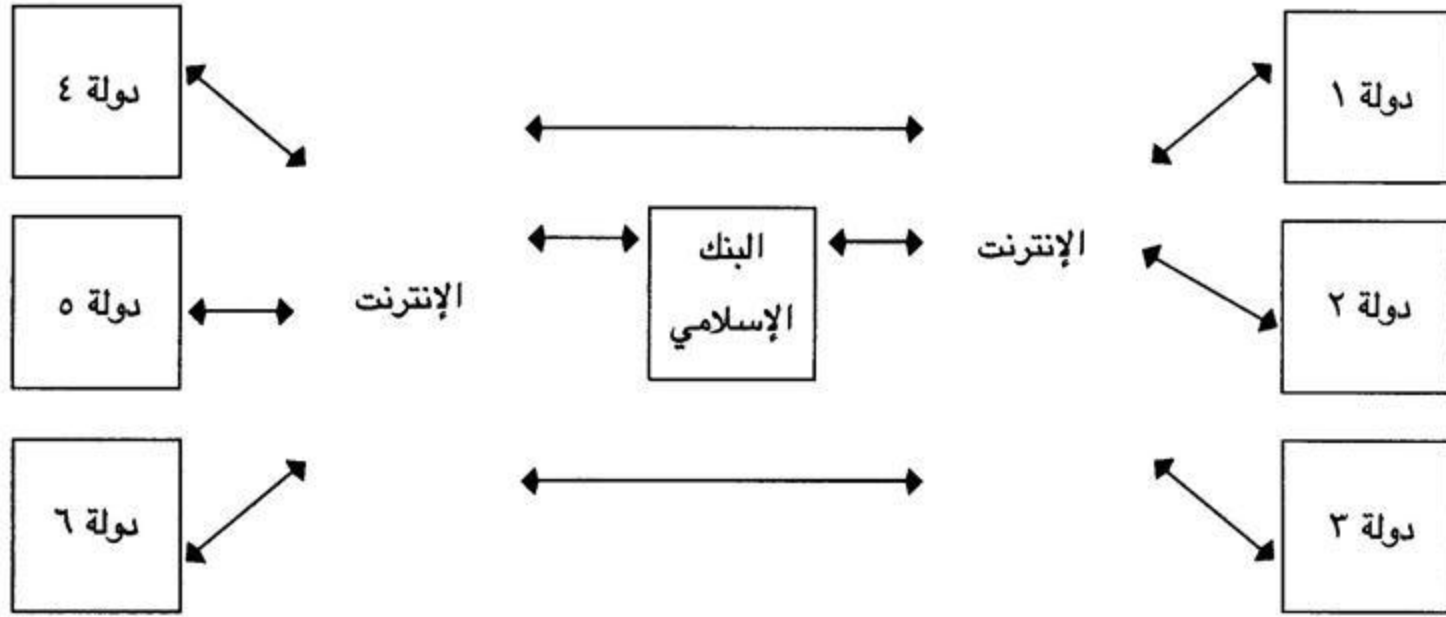 دولة ١
دولة ٤
دولة ٢
الإنترنت
البنك
الإسلامي
الإنترنت
دولة ٥
دولة ٣
دولة ٦